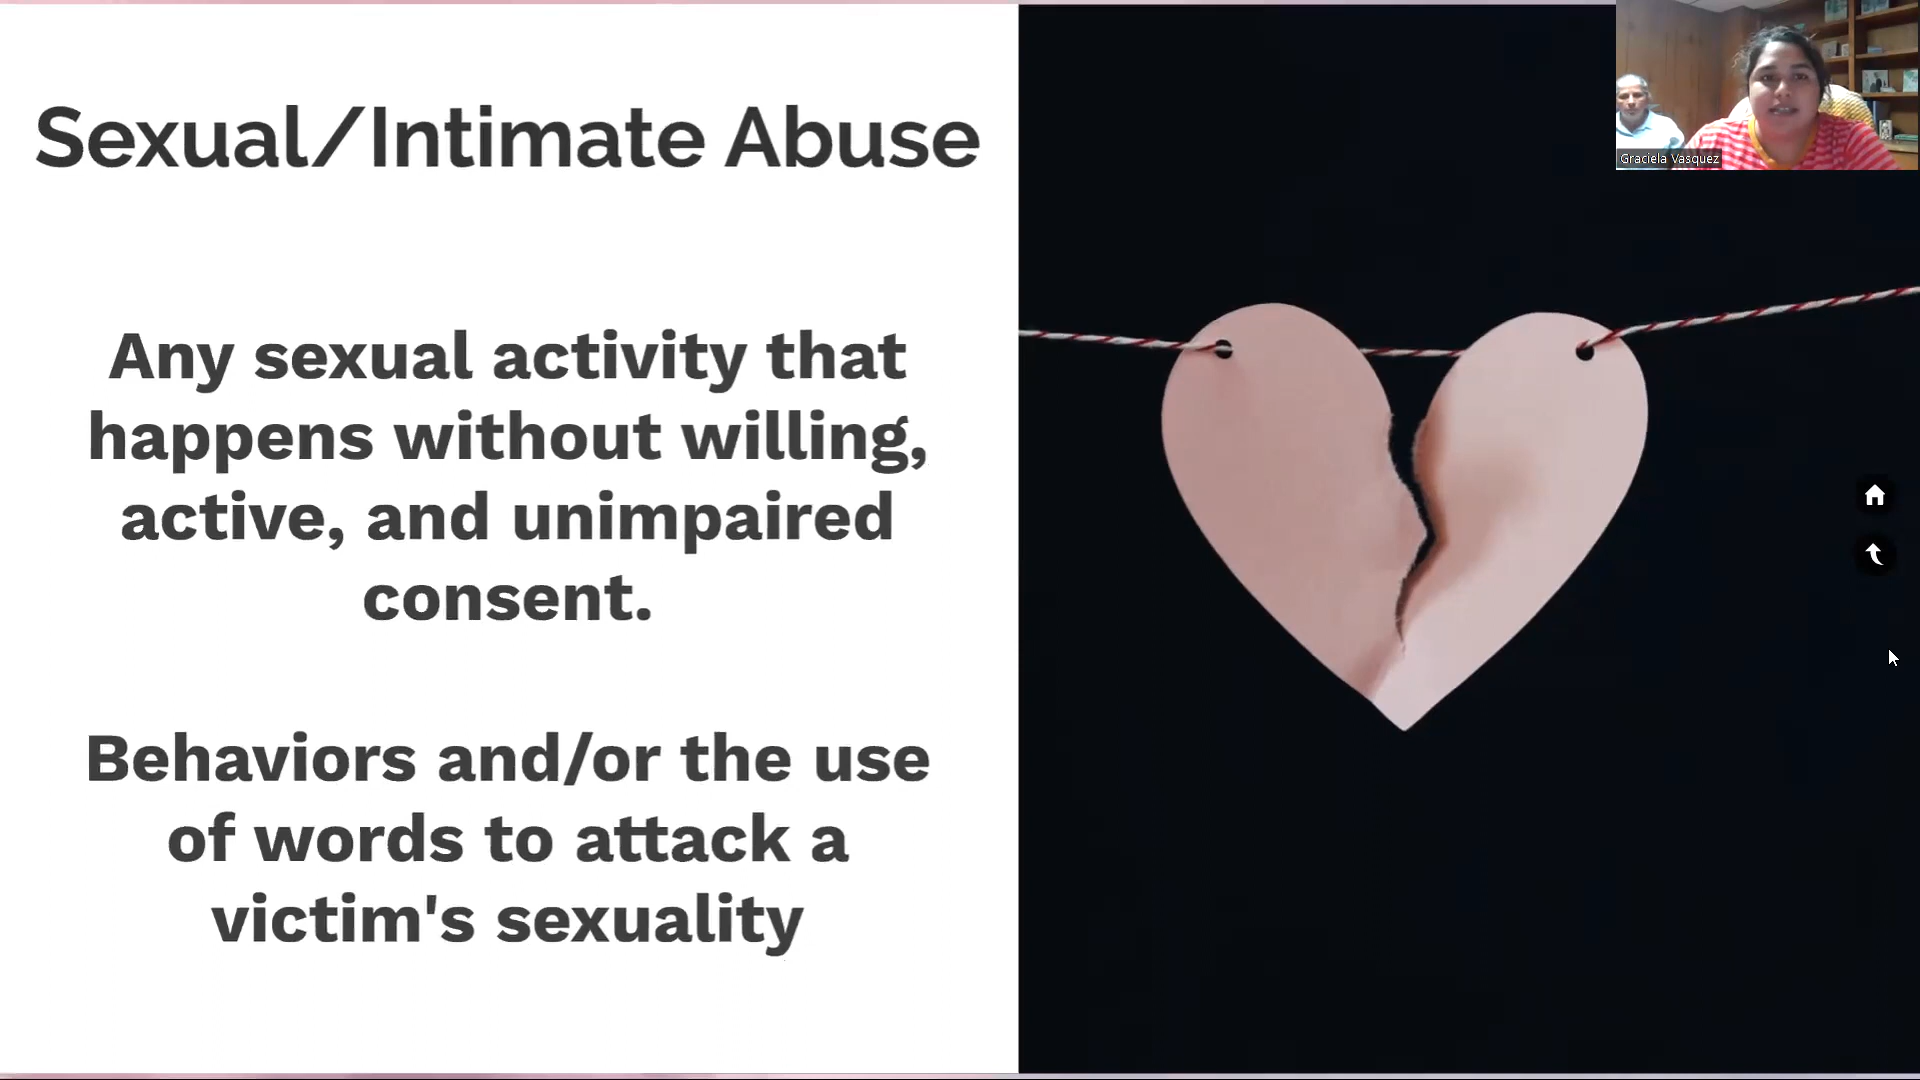 Sexual/Intimate Abuse
Any sexual activity that
happens without willing,
active, and unimpaired
consent.
Behaviors and/or the use
of words to attack a
victim's sexuality
Graciela Vasquez